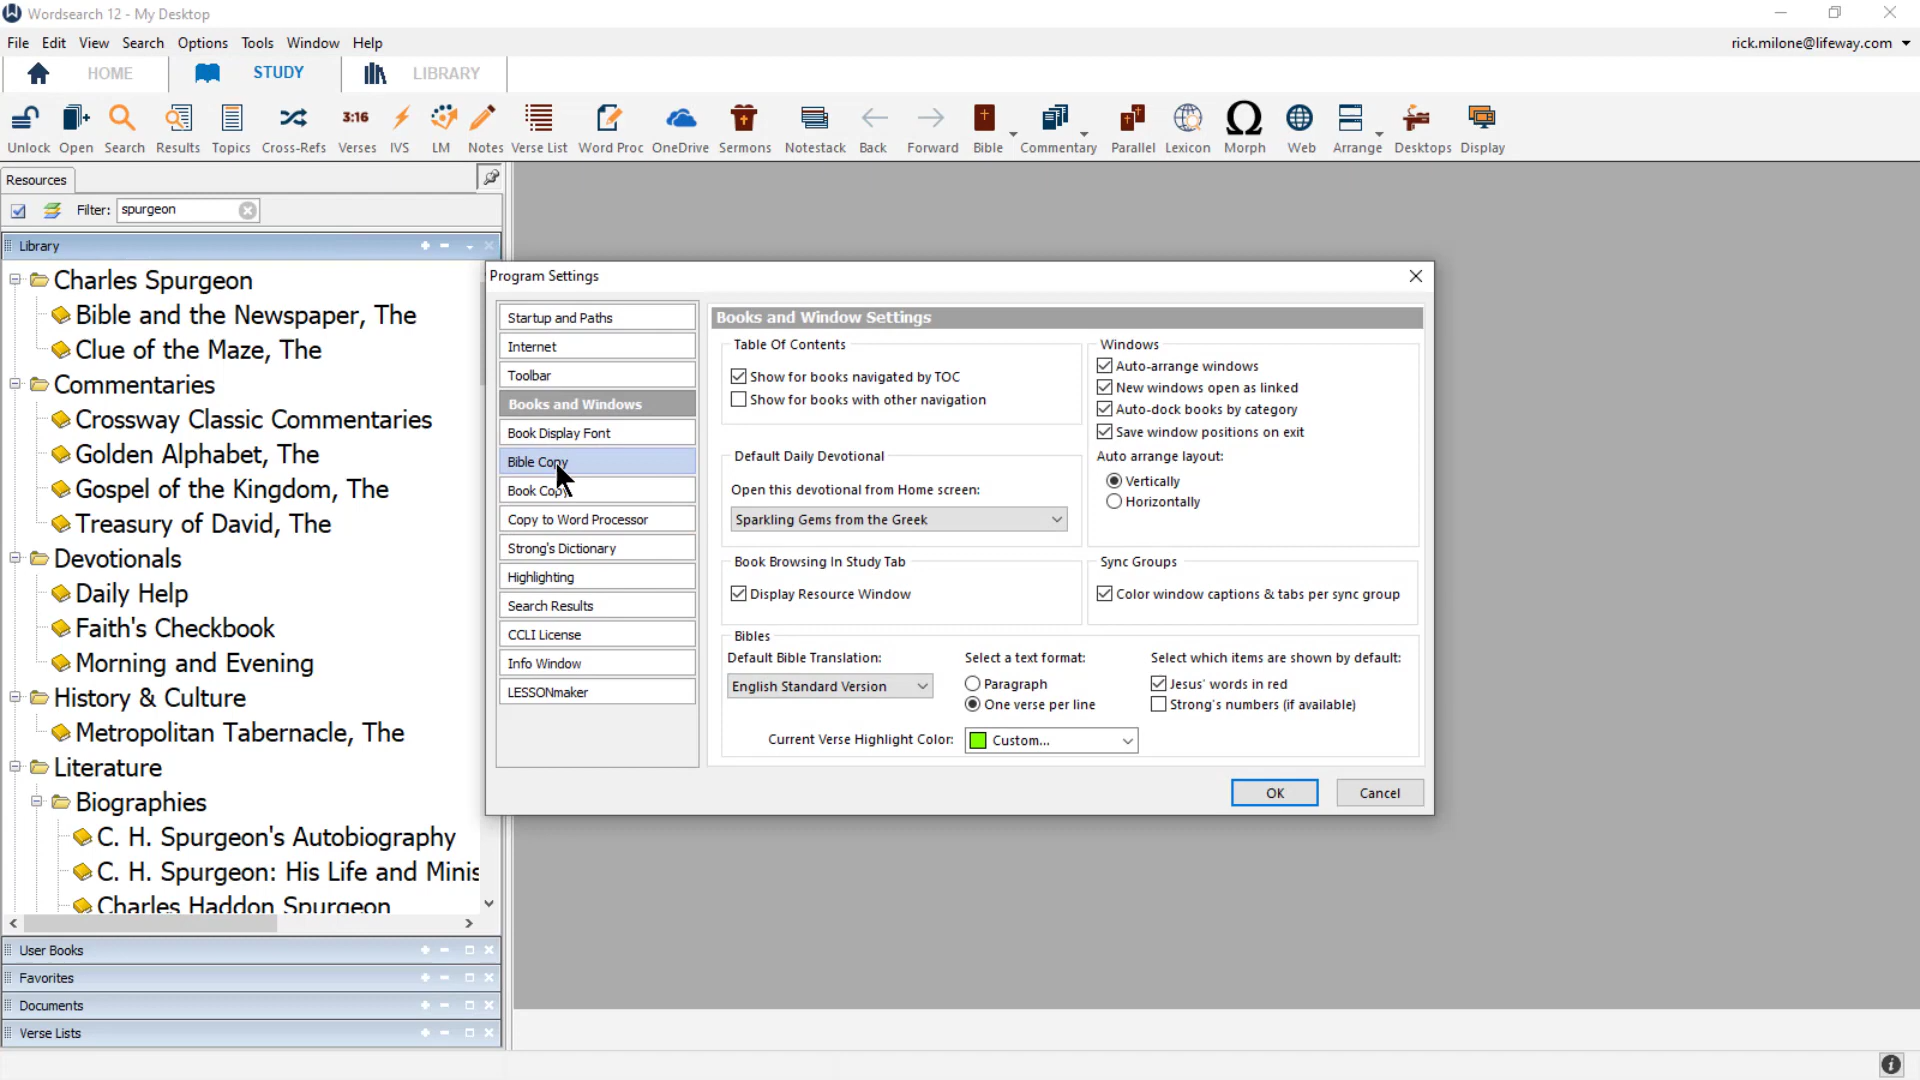 Wordsearch 12 - My Desktop
File Edit View Search Options Tools Window Help
rick.milone@lifeway.com
HOME STUDY LIBRARY
3:16
Unlock Open Search Results Topics Cross-Refs Verses IVS LM Notes Verse List Word Proc OneDrive Sermons Notestack Back Forward Bible Commentary Parallel Lexicon Morph Web Arrange Desktops Display
Resources
Filter: spurgeon
Library
Charles Spurgeon
Bible and the Newspaper, The
Clue of the Maze, The
Commentaries
Crossway Classic Commentaries
Golden Alphabet, The
Gospel of the Kingdom, The
Treasury of David, The
Devotionals
Daily Help
Faith's Checkbook
Morning and Evening
History & Culture
Metropolitan Tabernacle, The
Literature
Biographies
C. H. Spurgeon's Autobiography
C. H. Spurgeon: His Life and Minis
Charles Haddon Spurgeon
User Books
Favorites
Documents
Verse Lists
Program Settings
Startup and Paths
Internet
Toolbar
Books and Windows
Book Display Font
Bible Copy
Book Copy
Copy to Word Processor
Strong's Dictionary
Highlighting
Search Results
CCLI License
Info Window
LESSONmaker
Books and Window Settings
Table Of Contents
Show for books navigated by TOC
Show for books with other navigation
Default Daily Devotional
Open this devotional from Home screen:
Sparkling Gems from the Greek
Book Browsing In Study Tab
Display Resource Window
Windows
Auto-arrange windows
New windows open as linked
Auto-dock books by category
Save window positions on exit
Auto arrange layout:
Vertically
Horizontally
Sync Groups
Color window captions & tabs per sync group
Bibles
Default Bible Translation:
English Standard Version
Select a text format:
Paragraph
One verse per line
Select which items are shown by default:
Jesus' words in red
Strong's numbers (if available)
Current Verse Highlight Color: Custom...
OK Cancel